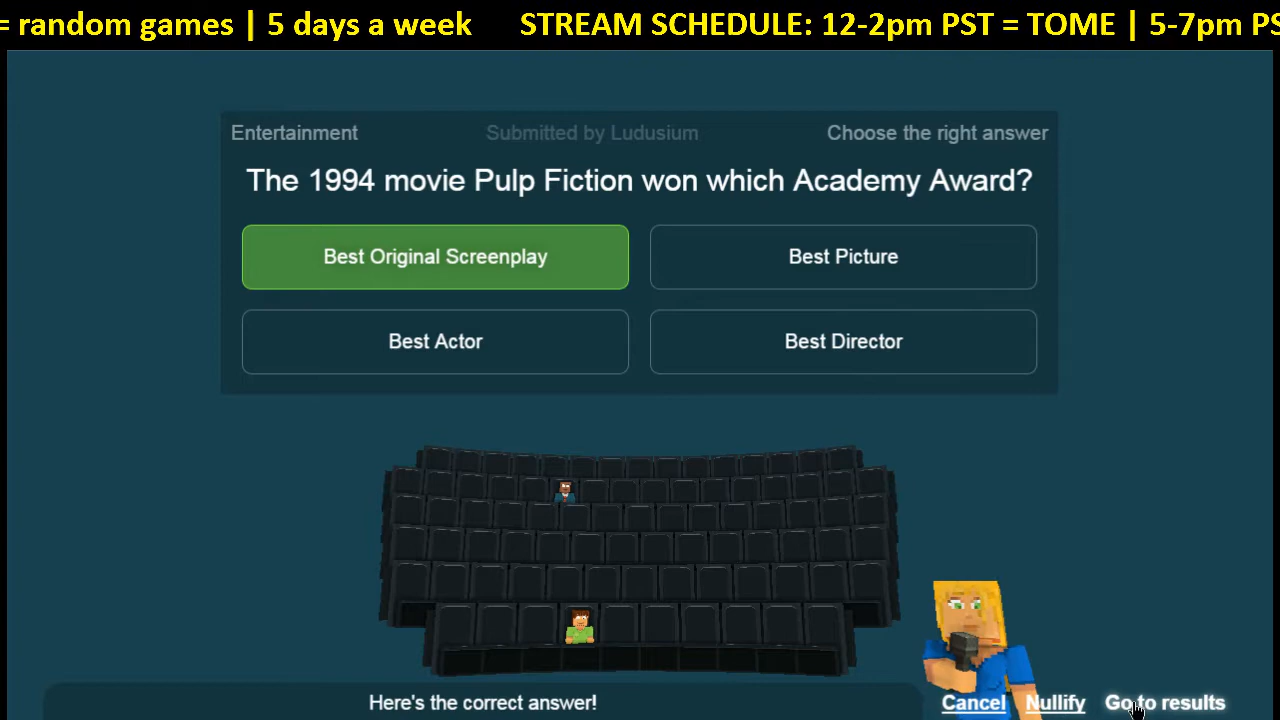 = random games | 5 days a week STREAM SCHEDULE: 12-2pm PST = TOME | 5-7pm PS
Entertainment Submitted by Ludusium Choose the right answer
The 1994 movie Pulp Fiction won which Academy Award?
Best Original Screenplay Best Picture
Best Actor Best Director
Here's the correct answer! Cancel Nullify Go to results